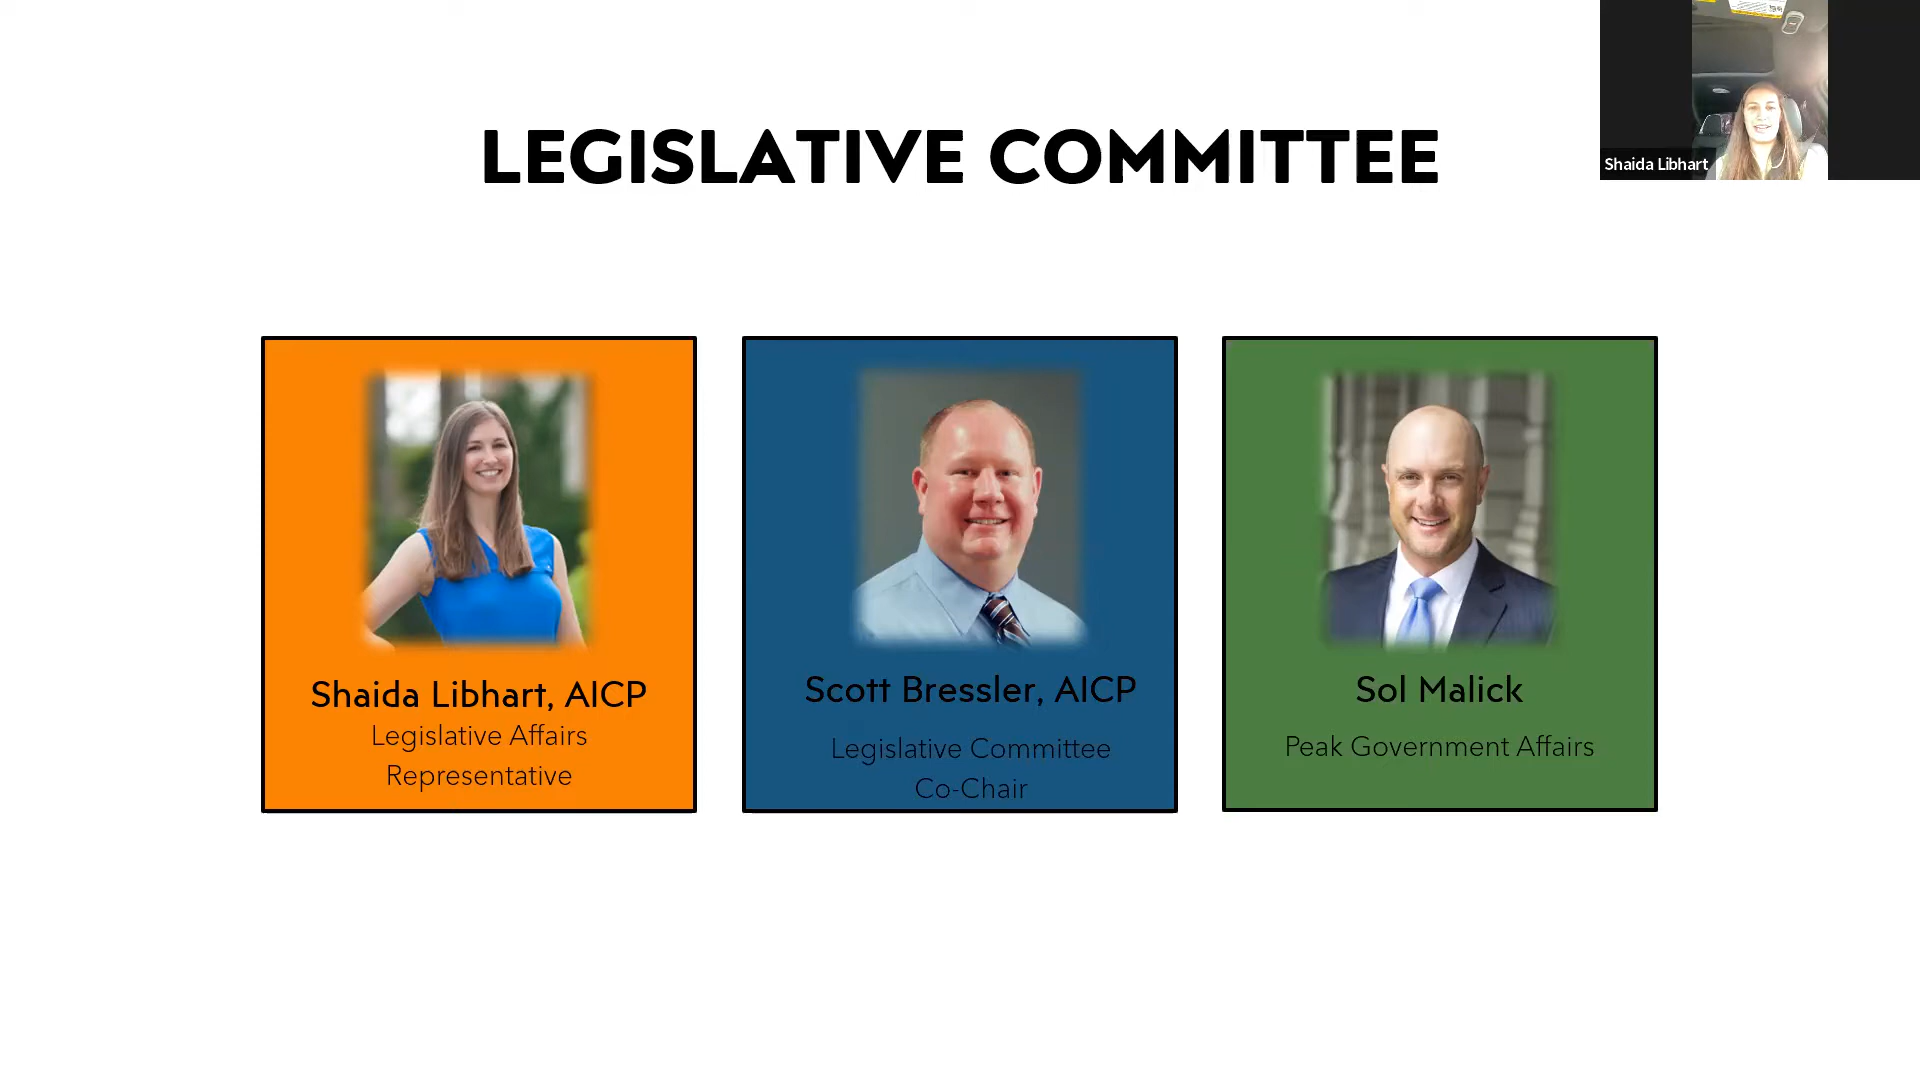 LEGISLATIVE COMMITTEE
Shaida Libhart
Shaida Libhart, AICP
Legislative Affairs
Representative
Scott Bressler, AICP
Legislative Committee
Co-Chair
Sol Malick
Peak Government Affairs